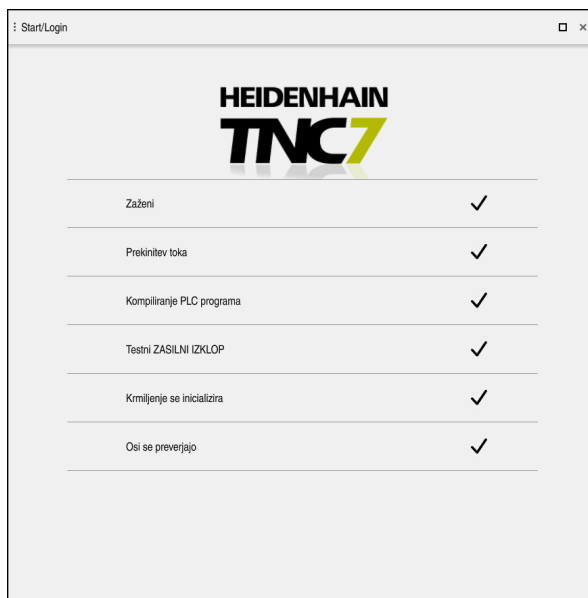 Start/Login
HEIDENHAIN
TNC7
Zaženi
Prekinitev toka
Kompiliranje PLC programa
Testni ZASILNI IZKLOP
Krmiljenje se inicializira
Osi se preverjajo